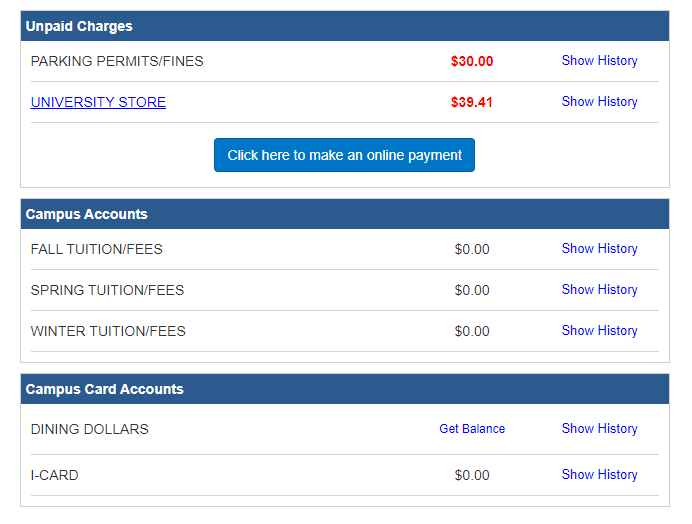 Unpaid Charges
PARKING PERMITS/FINES $30.00 Show History
UNIVERSITY STORE $39.41 Show History
Click here to make an online payment
Campus Accounts
FALL TUITION/FEES $0.00 Show History
SPRING TUITION/FEES $0.00 Show History
WINTER TUITION/FEES $0.00 Show History
Campus Card Accounts
DINING DOLLARS Get Balance Show History
I-CARD $0.00 Show History